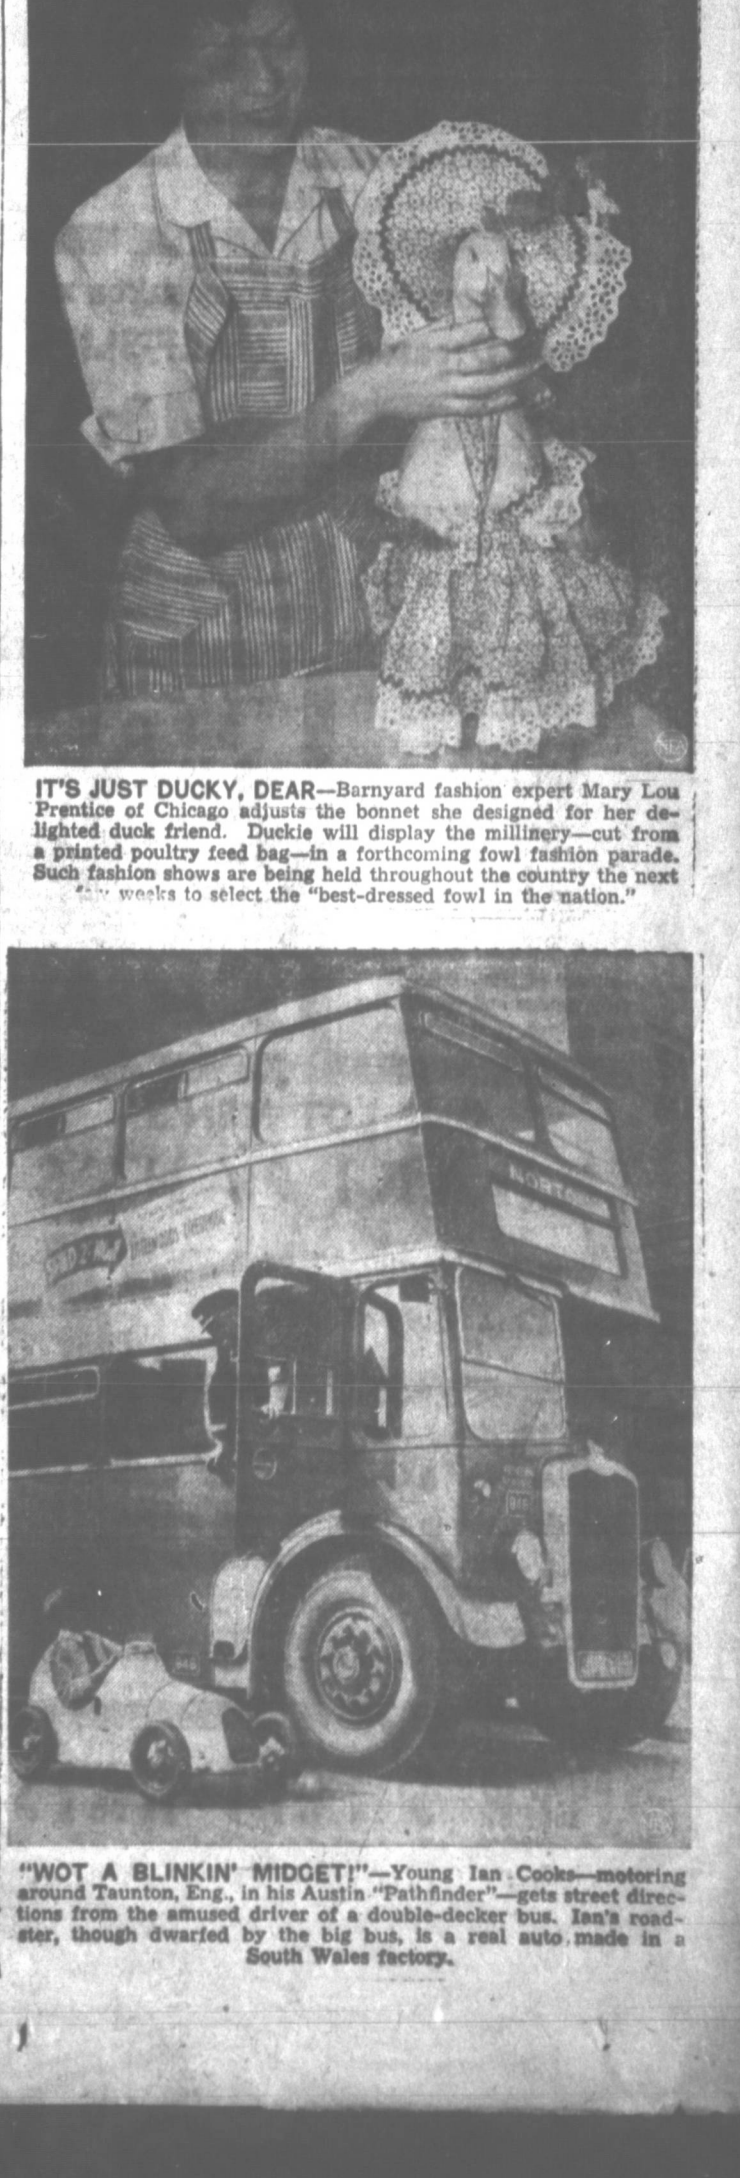 NEA
IT'S JUST DUCKY, DEAR—Barnyard fashion expert Mary Lou
Prentice of Chicago adjusts the bonnet she designed for her de-
lighted duck friend. Duckie will display the millinery—cut from
a printed poultry feed bag—in a forthcoming fowl fashion parade.
Such fashion shows are being held throughout the country the next
few weeks to select the "best-dressed fowl in the nation."
NEA
"WOT A BLINKIN' MIDGET!"—Young Ian Cooks—motoring
around Taunton, Eng., in his Austin "Pathfinder"—gets street direc-
tions from the amused driver of a double-decker bus. Ian's road-
ster, though dwarfed by the big bus, is a real auto made in a
South Wales factory.